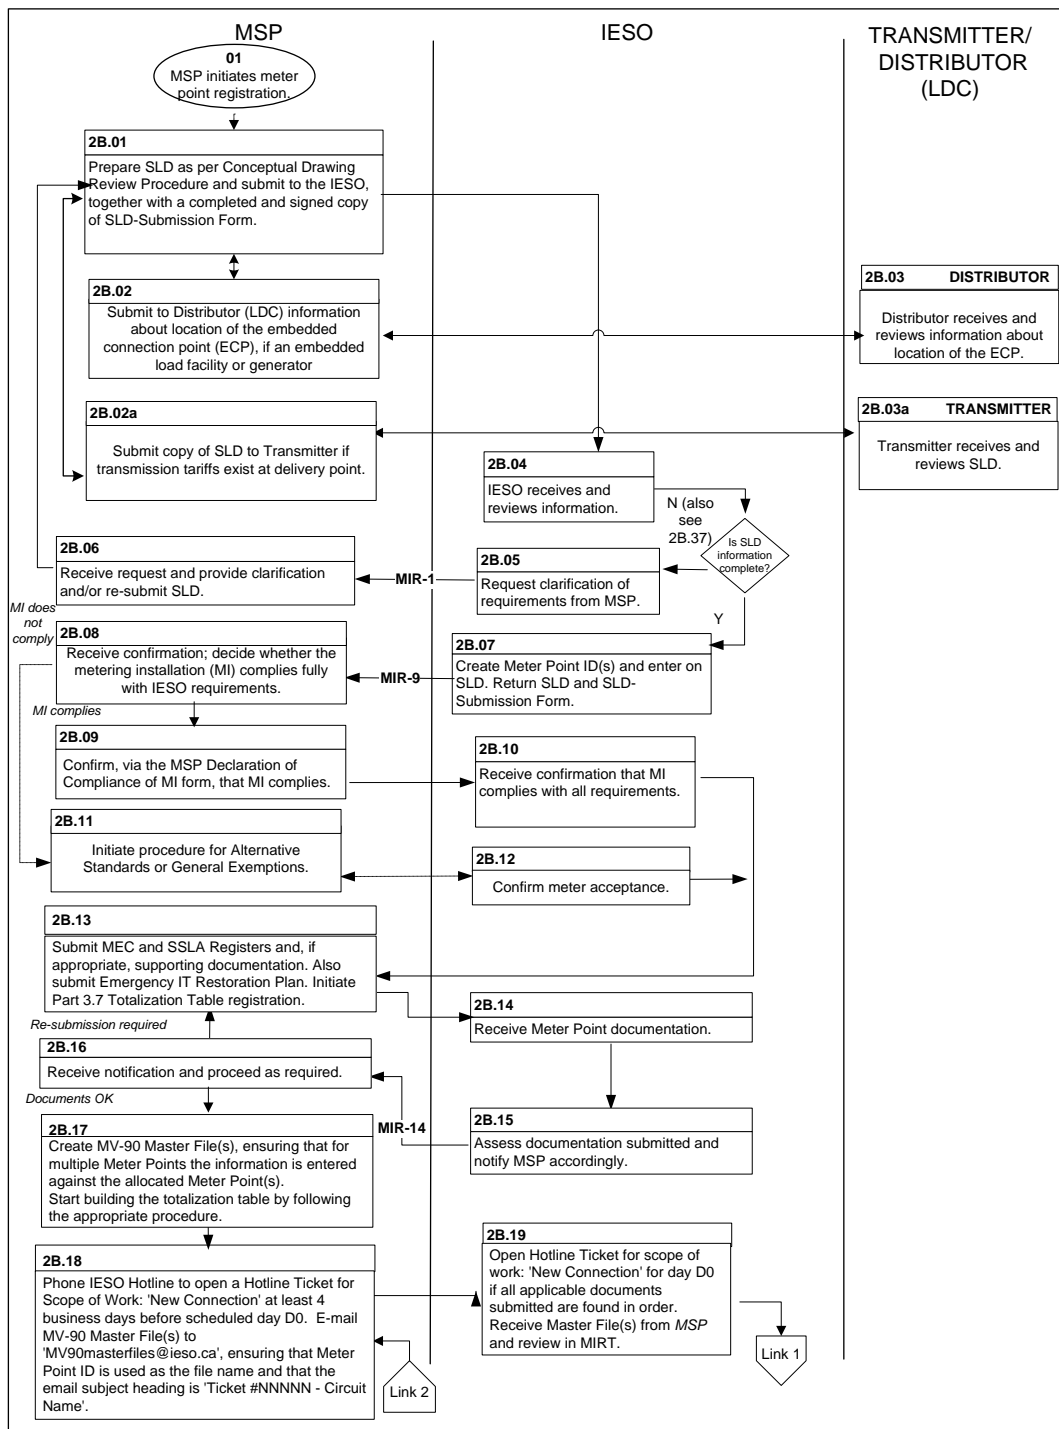 MSP
IESO
TRANSMITTER/
DISTRIBUTOR
(LDC)
01
MSP initiates meter
point registration.
2B.01
Prepare SLD as per Conceptual Drawing
Review Procedure and submit to the IESO,
together with a completed and signed copy
of SLD-Submission Form.
2B.02
Submit to Distributor (LDC) information
about location of the embedded
connection point (ECP), if an embedded
load facility or generator
2B.03 DISTRIBUTOR
Distributor receives and
reviews information about
location of the ECP.
2B.02a
Submit copy of SLD to Transmitter if
transmission tariffs exist at delivery point.
2B.03a TRANSMITTER
Transmitter receives and
reviews SLD.
2B.04
IESO receives and
reviews information.
N (also
see
2B.37)
Is SLD
information
complete?
2B.05
Request clarification of
requirements from MSP.
MIR-1
2B.06
Receive request and provide clarification
and/or re-submit SLD.
Y
2B.07
Create Meter Point ID(s) and enter on
SLD. Return SLD and SLD-
Submission Form.
MIR-9
MI does
not
comply
2B.08
Receive confirmation; decide whether the
metering installation (MI) complies fully
with IESO requirements.
MI complies
2B.09
Confirm, via the MSP Declaration of
Compliance of MI form, that MI complies.
2B.10
Receive confirmation that MI
complies with all requirements.
2B.11
Initiate procedure for Alternative
Standards or General Exemptions.
2B.12
Confirm meter acceptance.
2B.13
Submit MEC and SSLA Registers and, if
appropriate, supporting documentation. Also
submit Emergency IT Restoration Plan. Initiate
Part 3.7 Totalization Table registration.
2B.14
Receive Meter Point documentation.
Re-submission required
2B.16
Receive notification and proceed as required.
Documents OK
MIR-14
2B.15
Assess documentation submitted and
notify MSP accordingly.
2B.17
Create MV-90 Master File(s), ensuring that for
multiple Meter Points the information is entered
against the allocated Meter Point(s).
Start building the totalization table by following
the appropriate procedure.
2B.18
Phone IESO Hotline to open a Hotline Ticket for
Scope of Work: 'New Connection' at least 4
business days before scheduled day D0. E-mail
MV-90 Master File(s) to
'MV90masterfiles@ieso.ca', ensuring that Meter
Point ID is used as the file name and that the
email subject heading is 'Ticket #NNNNN - Circuit
Name'.
2B.19
Open Hotline Ticket for scope of
work: 'New Connection' for day D0
if all applicable documents
submitted are found in order.
Receive Master File(s) from MSP
and review in MIRT.
Link 1
Link 2